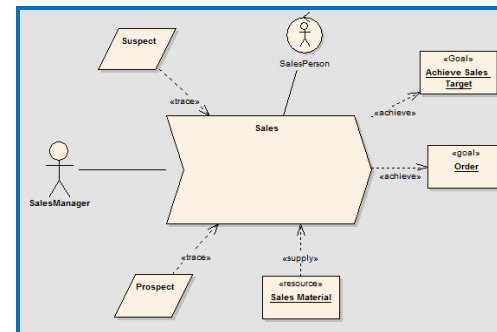 Suspect
SalesPerson
«Goal»
Achieve Sales
Target
«trace»
«achieve»
Sales
«goal»
Order
«achieve»
SalesManager
«trace»
«supply»
Prospect
«resource»
Sales Material